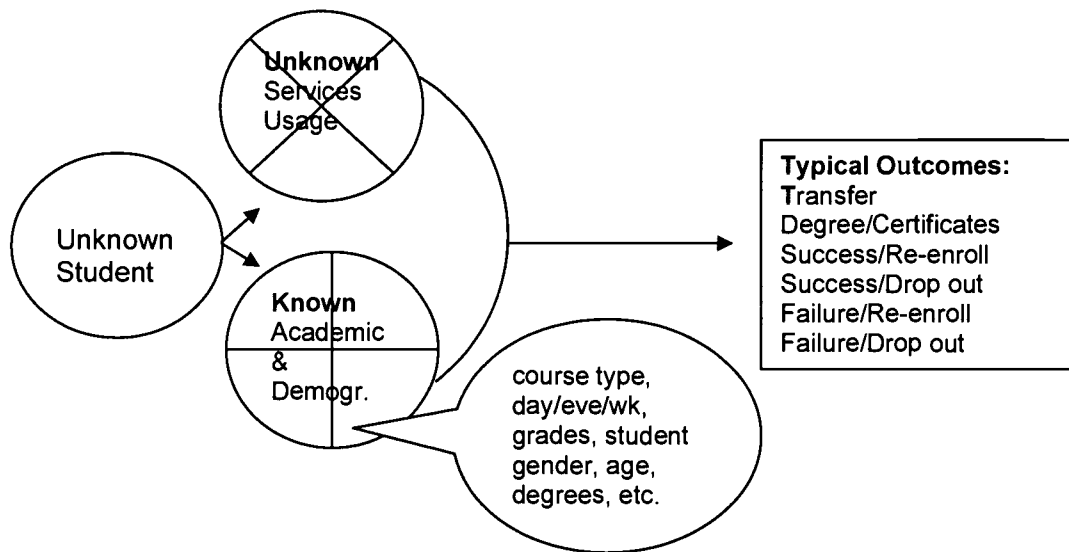 Unknown
Services
Usage
Unknown
Student
Known
Academic
&
Demogr.
course type,
day/eve/wk,
grades, student
gender, age,
degrees, etc.
Typical Outcomes:
Transfer
Degree/Certificates
Success/Re-enroll
Success/Drop out
Failure/Re-enroll
Failure/Drop out